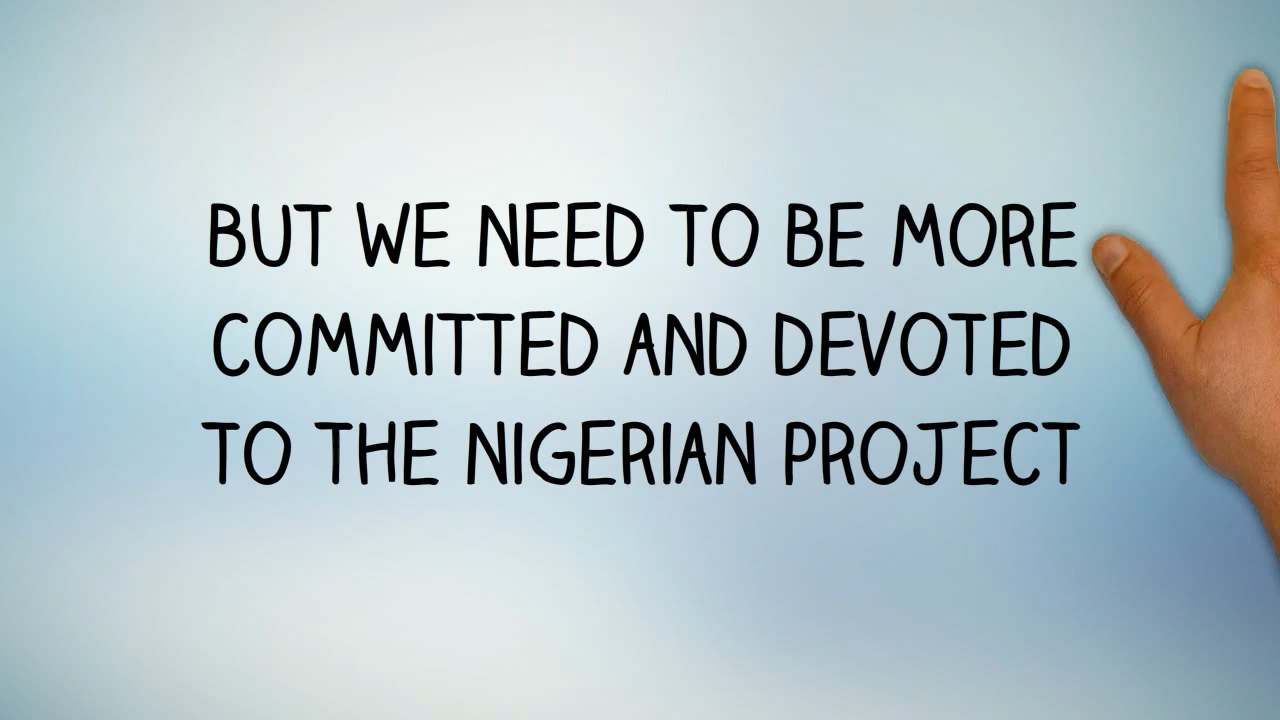 BUT WE NEED TO BE MORE
COMMITTED AND DEVOTED
TO THE NIGERIAN PROJECT